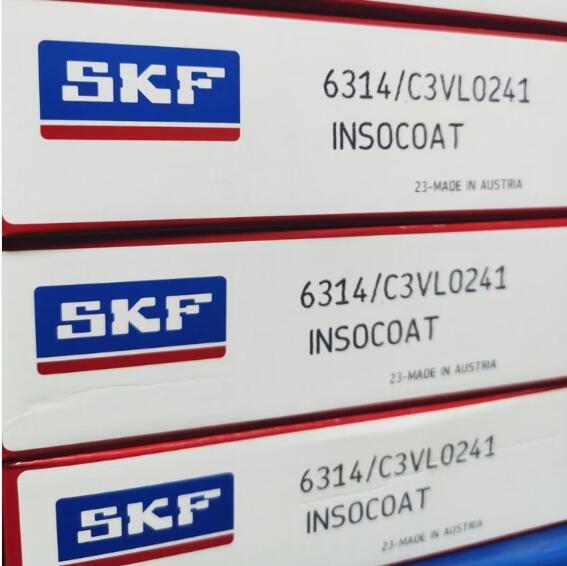 SKF
6314/C3VL0241
INSOCOAT
23-MADE IN AUSTRIA
SKF
6314/C3VL0241
INSOCOAT
23-MADE IN AUSTRIA
SKF
6314/C3VL0241
INSOCOAT
23-MADE IN AUSTRIA